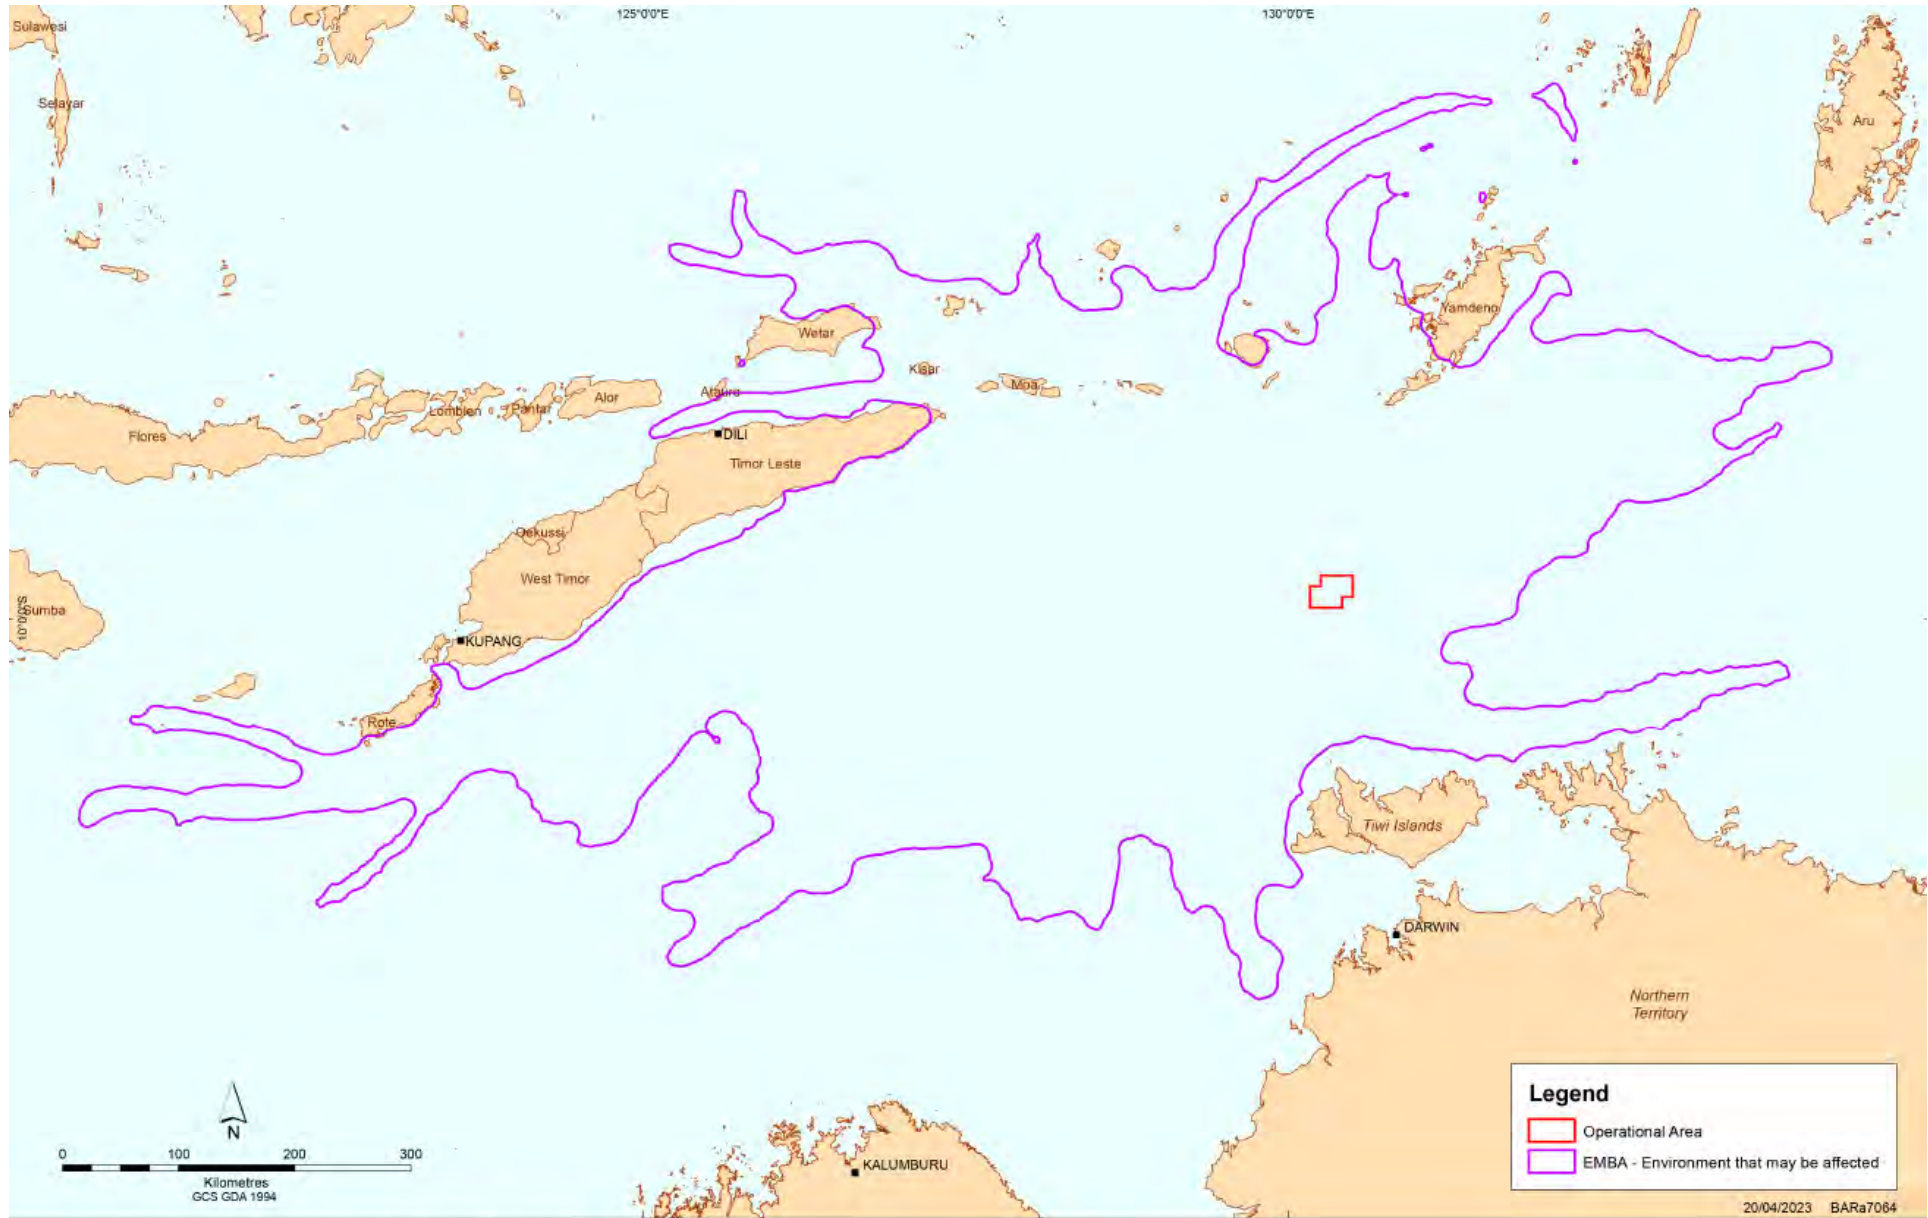 125°0'0"E
130°0'0"E
Sulawesi
Selayar
Aru
Yamdena
Wetar
Kisar
Moa
Atauro
Alor
Pantar
Lomblen
Flores
DILI
Timor Leste
Oekussi
West Timor
Sumba
10°0'0"S
KUPANG
Rote
Tiwi Islands
DARWIN
Northern
Territory
KALUMBURU
N
0 100 200 300
Kilometres
GCS GDA 1994
Legend
Operational Area
EMBA - Environment that may be affected
20/04/2023 BARa7064